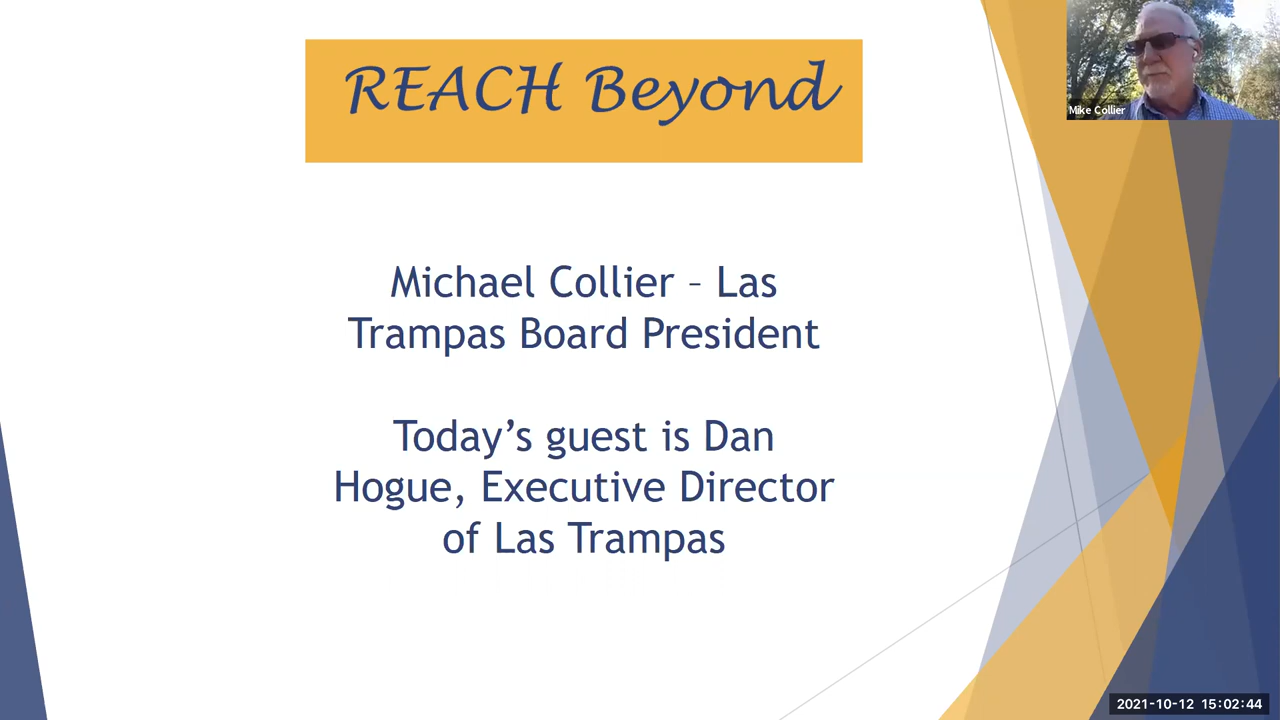 REACH Beyond
Mike Collier
Michael Collier – Las
Trampas Board President
Today’s guest is Dan
Hogue, Executive Director
of Las Trampas
2021-10-12 15:02:44